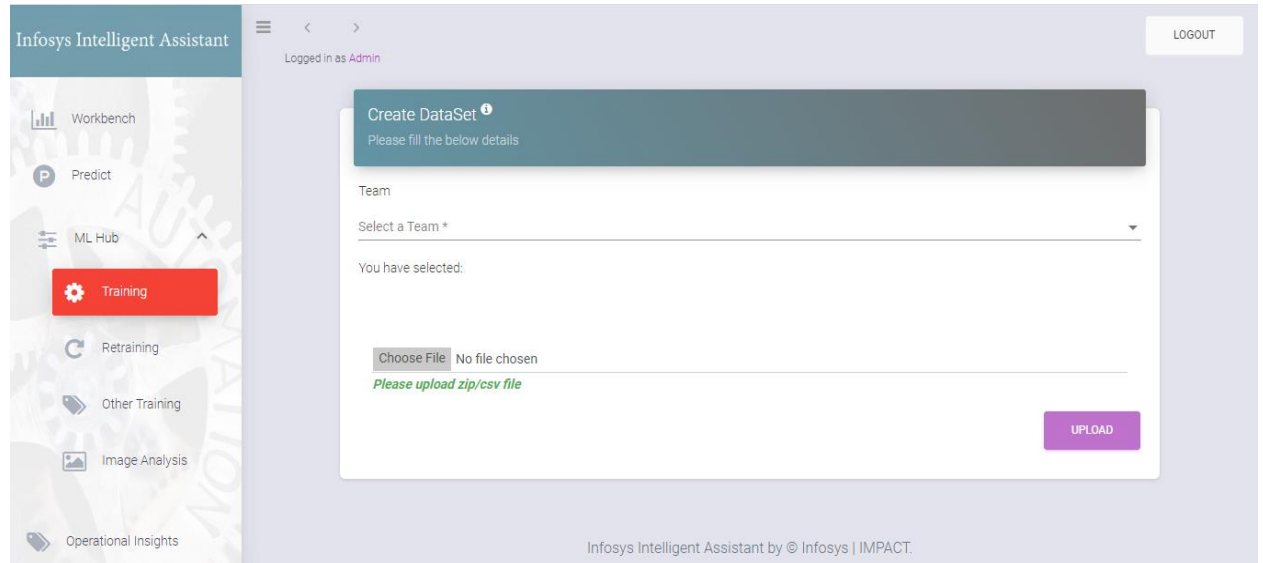 Infosys Intelligent Assistant
Workbench
Predict
ML Hub
Training
Retraining
Other Training
Image Analysis
Operational Insights
AUTOMATION
Logged in as Admin
LOGOUT
Create DataSet
Please fill the below details
Team
Select a Team *
You have selected:
Choose File No file chosen
Please upload zip/csv file
UPLOAD
Infosys Intelligent Assistant by © Infosys | IMPACT.